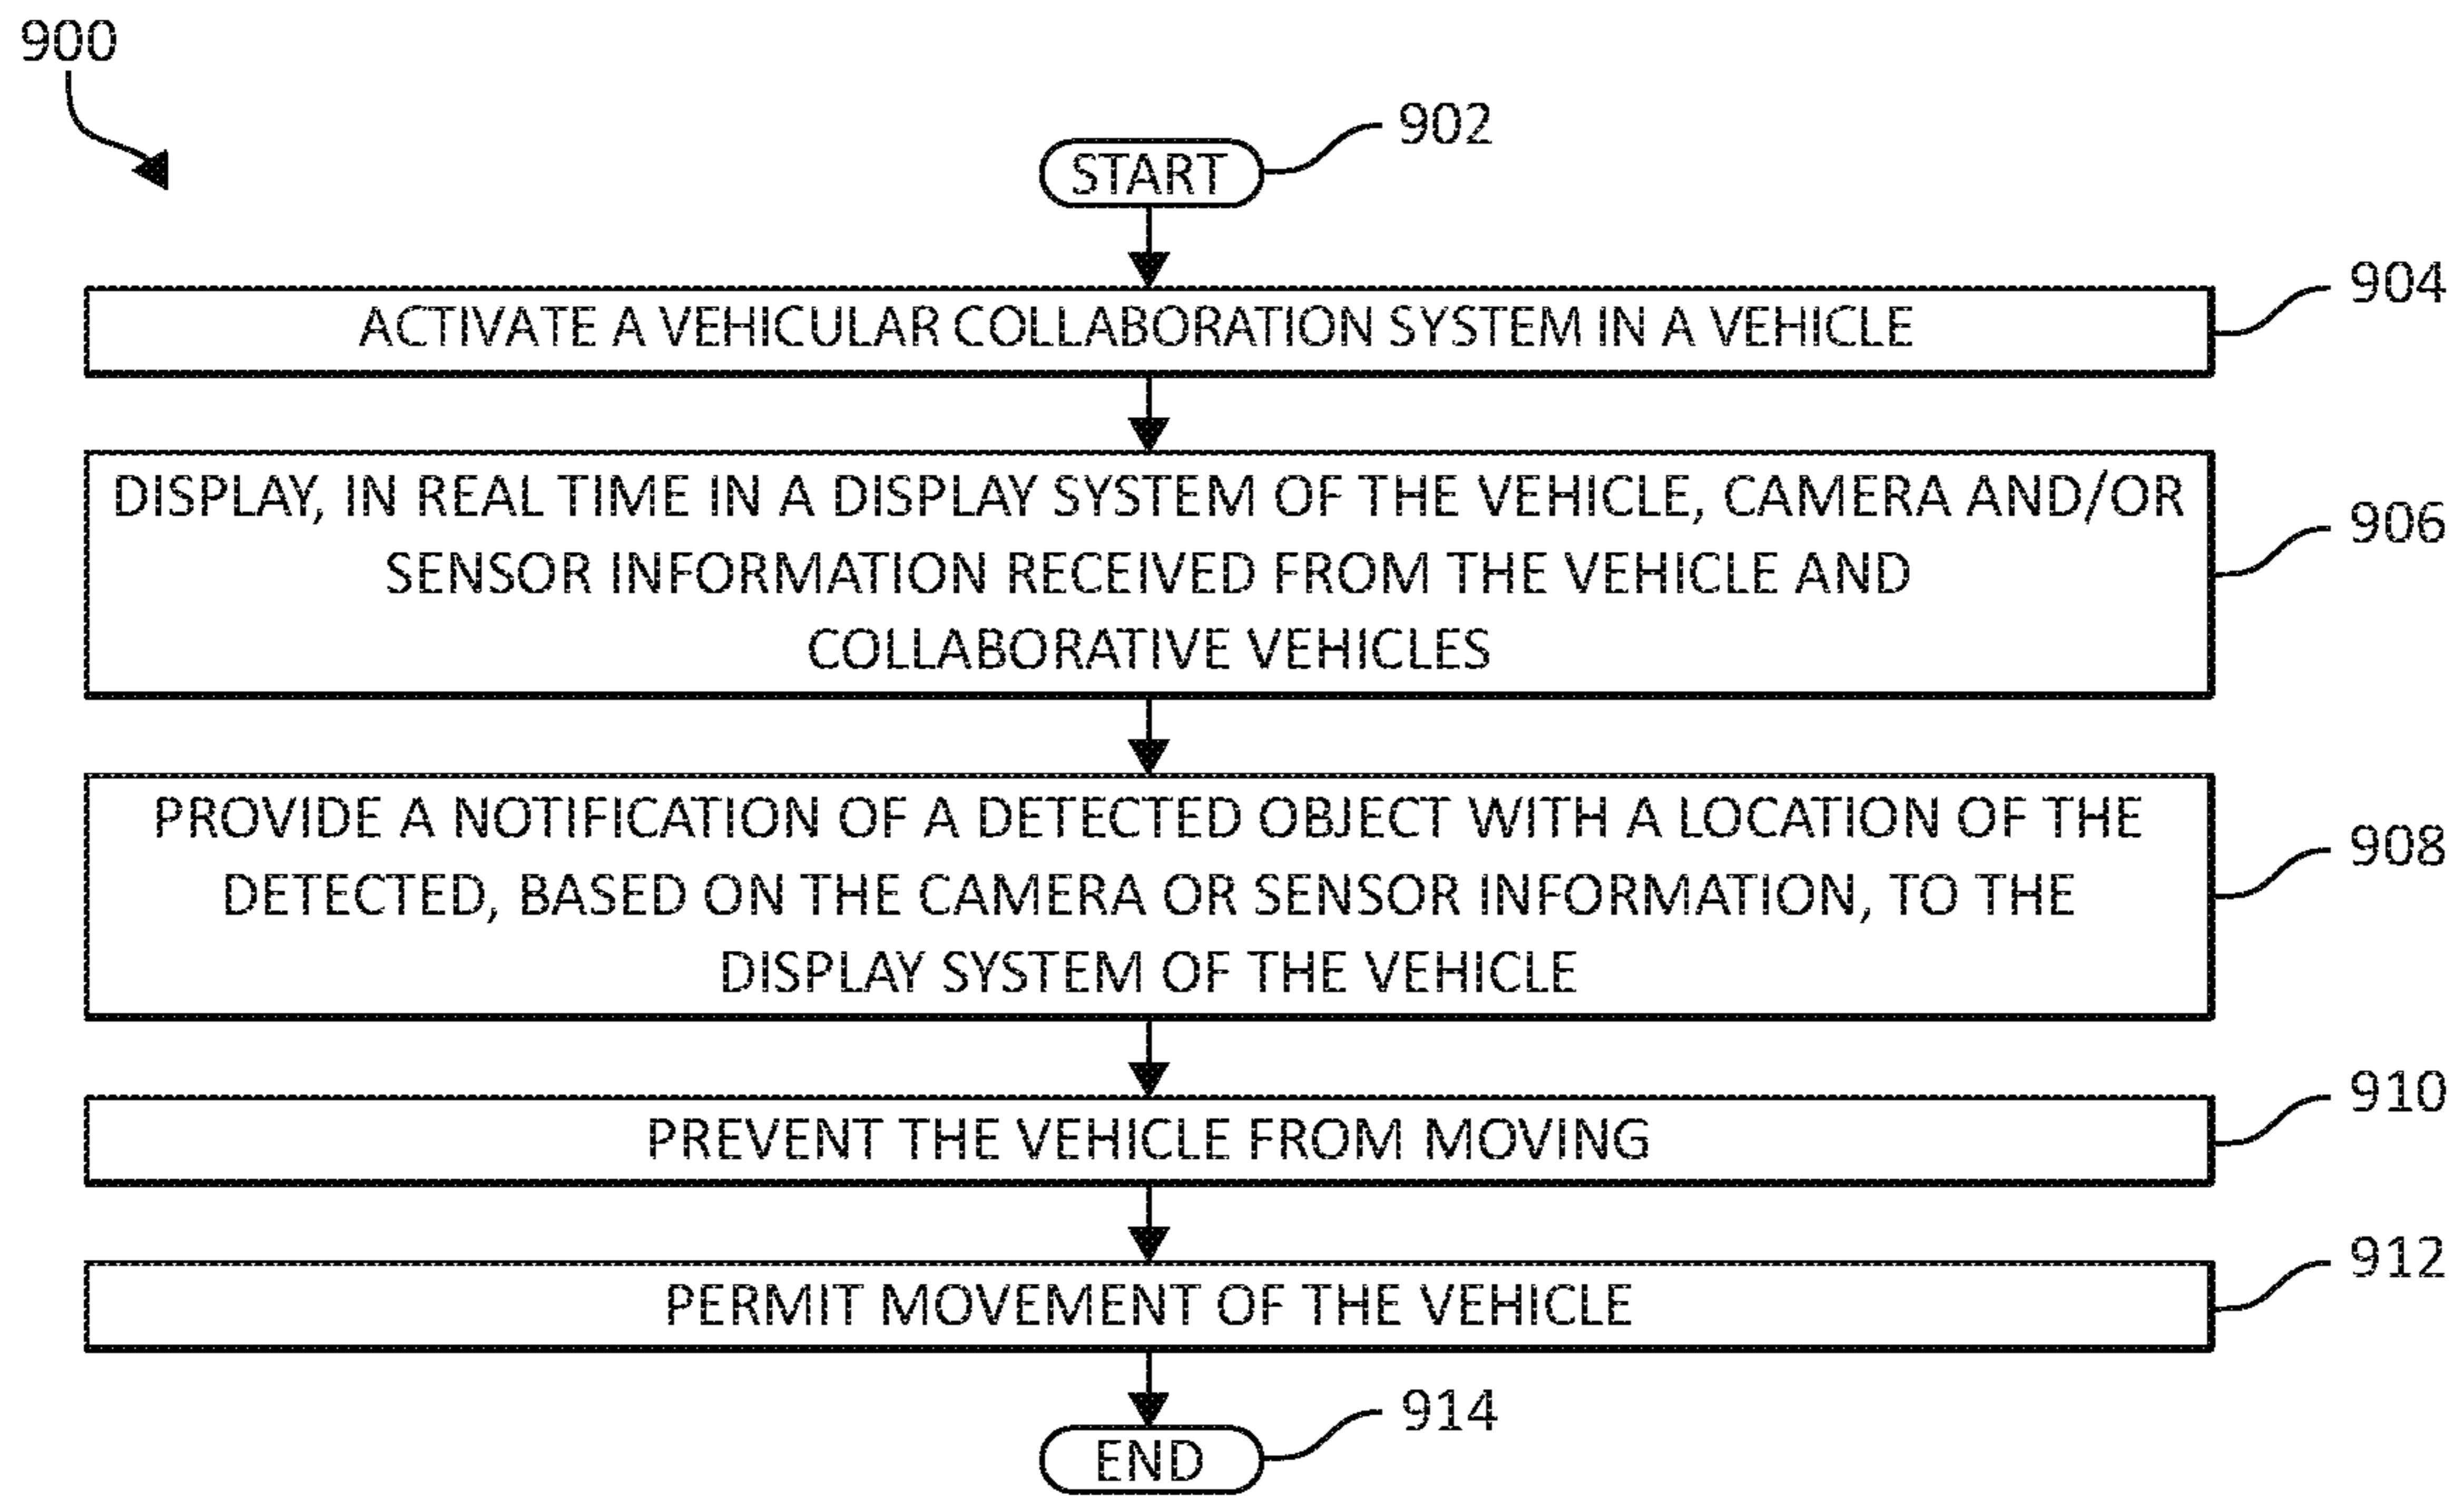 900
902
START
904
ACTIVATE A VEHICULAR COLLABORATION SYSTEM IN A VEHICLE
DISPLAY, IN REAL TIME IN A DISPLAY SYSTEM OF THE VEHICLE, CAMERA AND/OR
906
SENSOR INFORMATION RECEIVED FROM THE VEHICLE AND
COLLABORATIVE VEHICLES
PROVIDE A NOTIFICATION OF A DETECTED OBJECT WITH A LOCATION OF THE
908
DETECTED, BASED ON THE CAMERA OR SENSOR INFORMATION, TO THE
DISPLAY SYSTEM OF THE VEHICLE
910
PREVENT THE VEHICLE FROM MOVING
912
PERMIT MOVEMENT OF THE VEHICLE
914
END